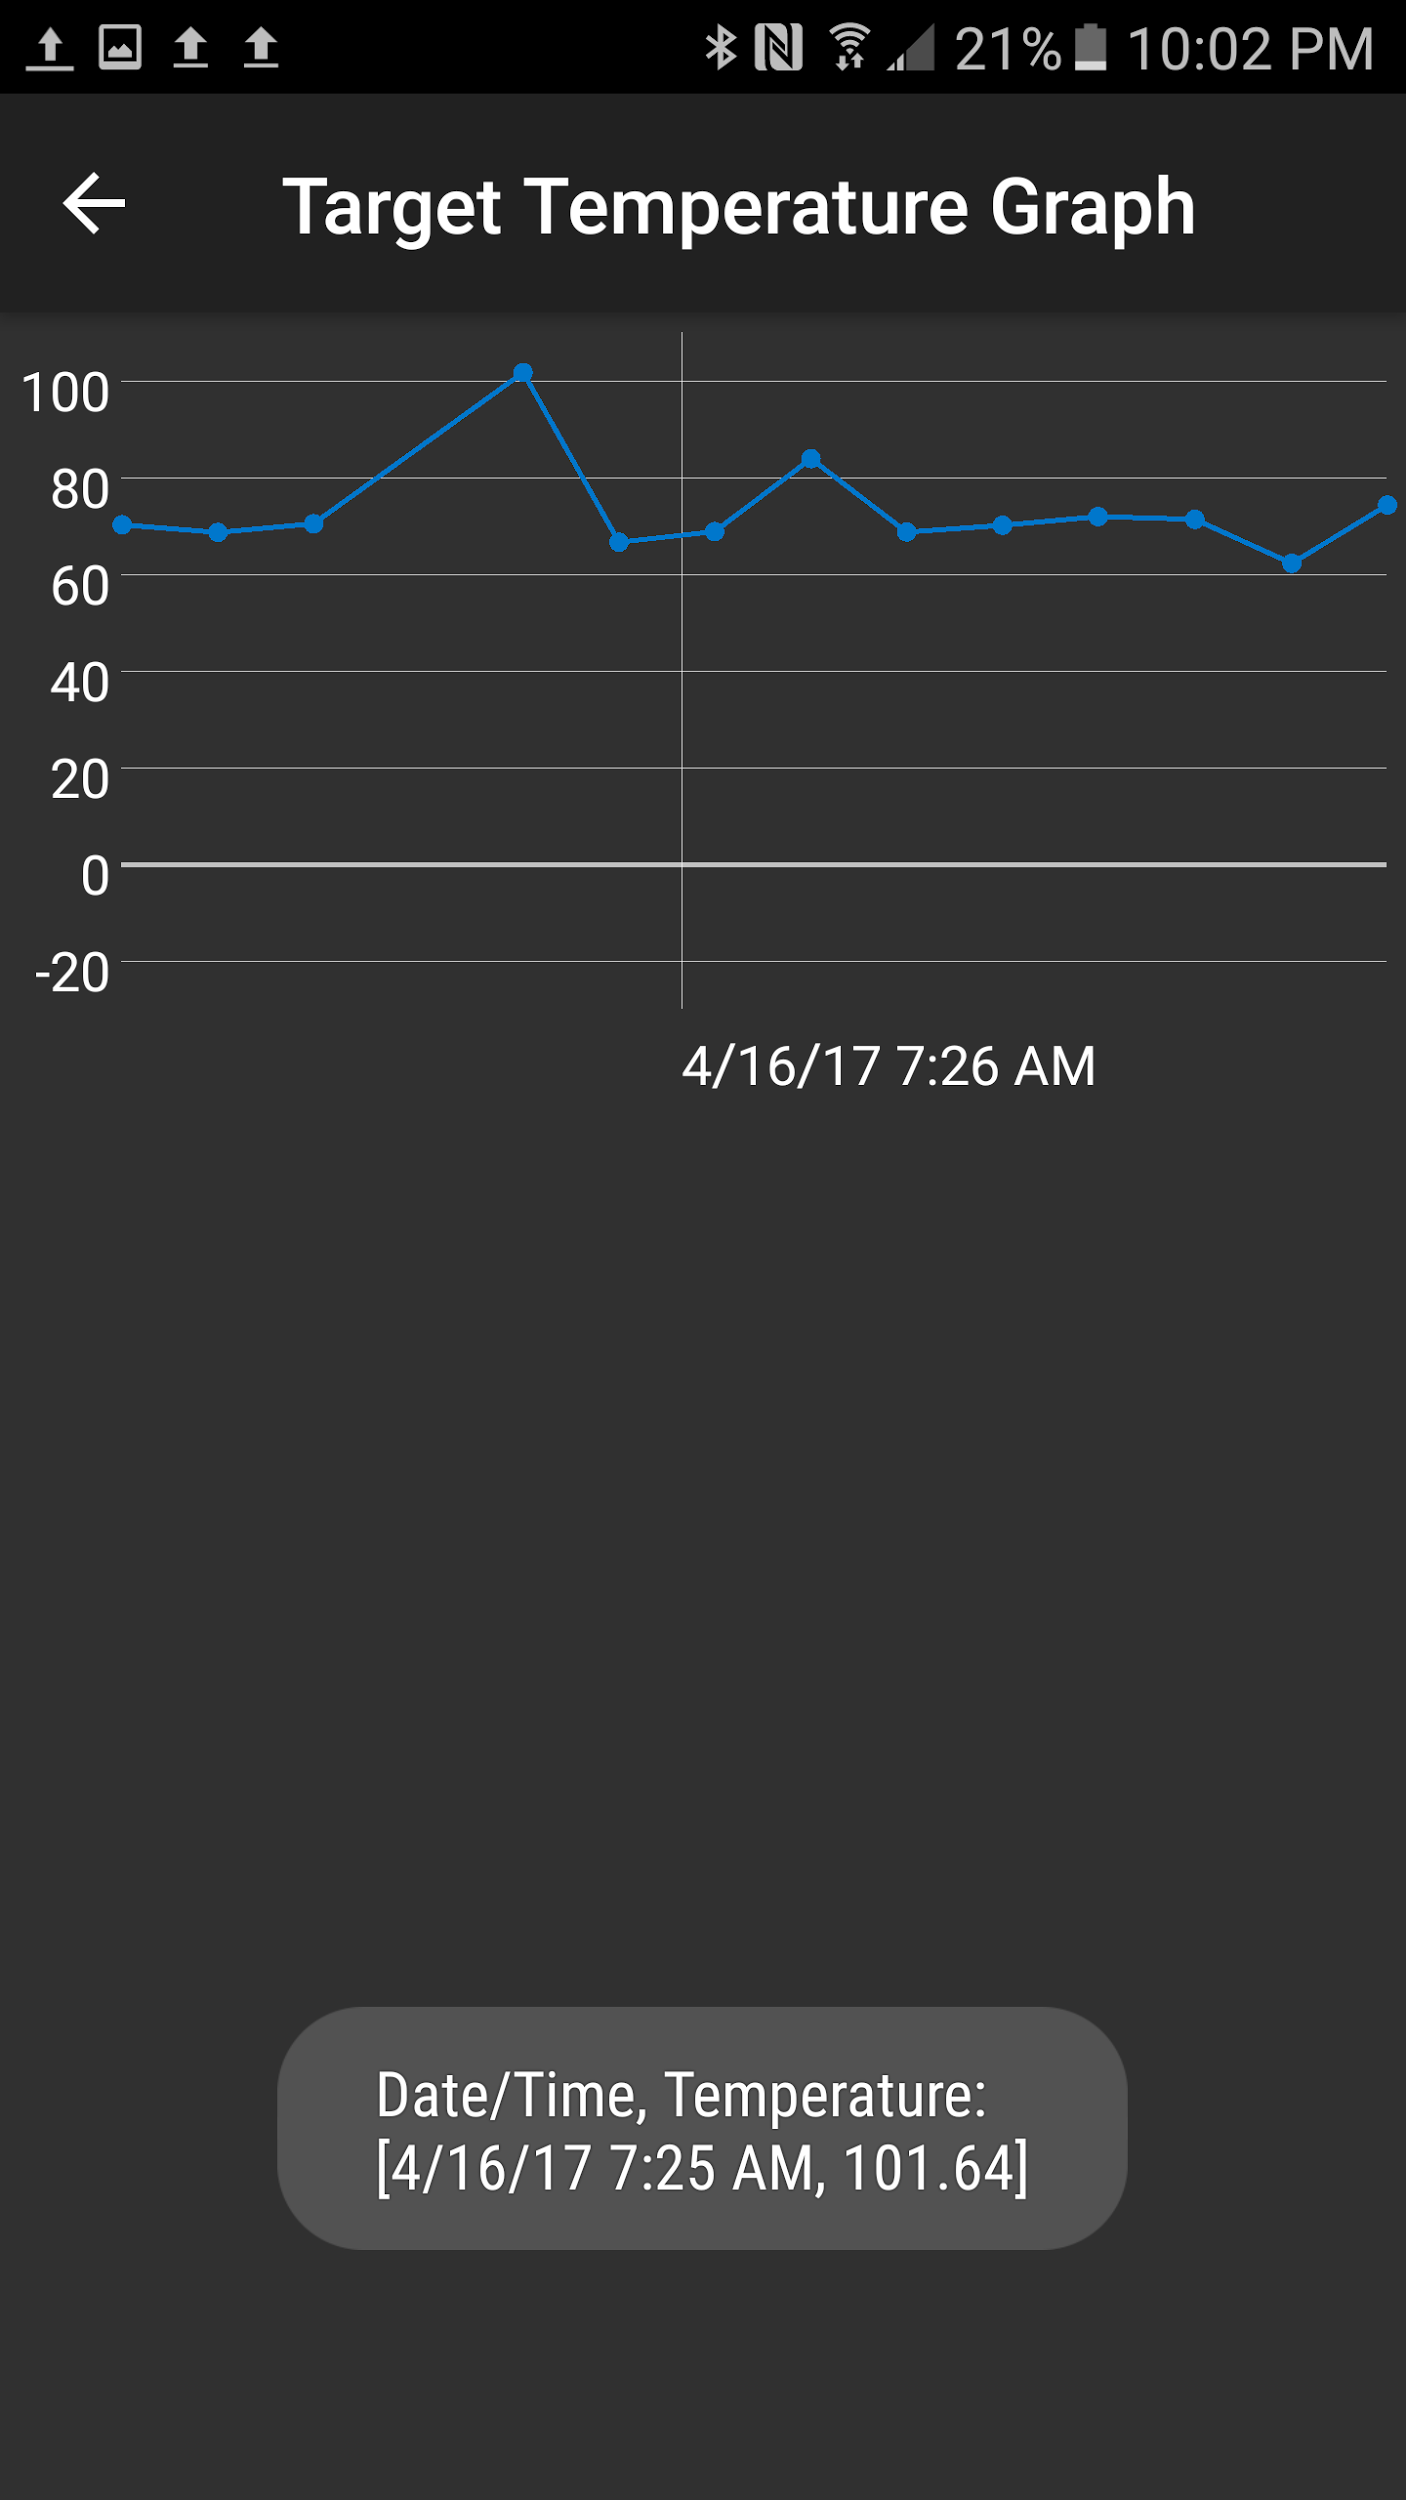 21% 10:02 PM
Target Temperature Graph
100
80
60
40
20
0
-20
4/16/17 7:26 AM
Date/Time, Temperature:
[4/16/17 7:25 AM, 101.64]